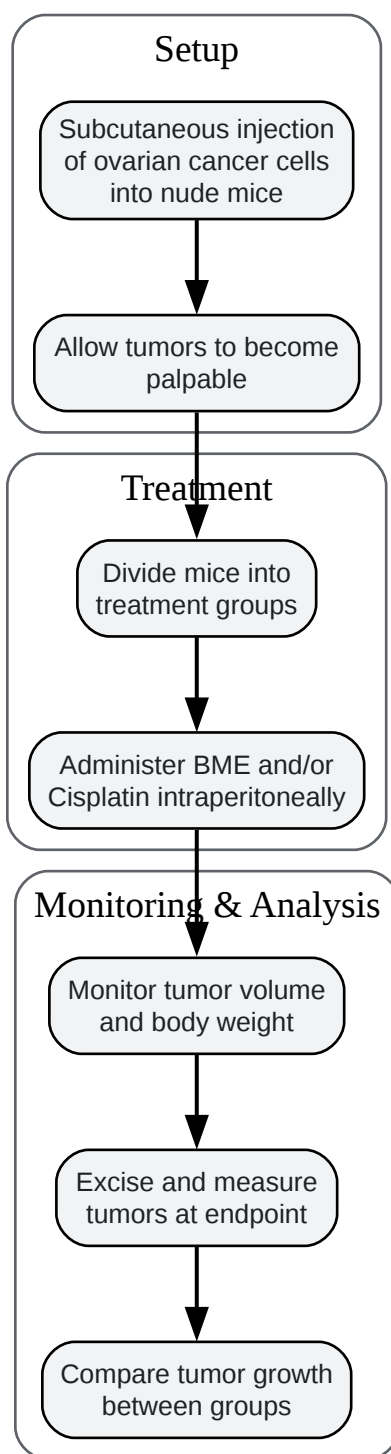 Setup
Subcutaneous injection
of ovarian cancer cells
into nude mice
Allow tumors to become
palpable
Treatment
Divide mice into
treatment groups
Administer BME and/or
Cisplatin intraperitoneally
Monitoring & Analysis
Monitor tumor volume
and body weight
Excise and measure
tumors at endpoint
Compare tumor growth
between groups